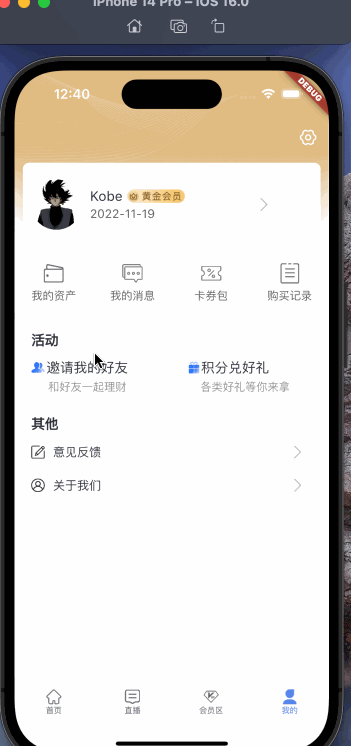 iPhone 14 Pro – iOS 16.0
12:40
DEBUG
Kobe 黄金会员
2022-11-19
我的资产 我的消息 卡券包 购买记录
活动
邀请我的好友 积分兑好礼
和好友一起理财 各类好礼等你来拿
其他
意见反馈
关于我们
首页 直播 会员区 我的